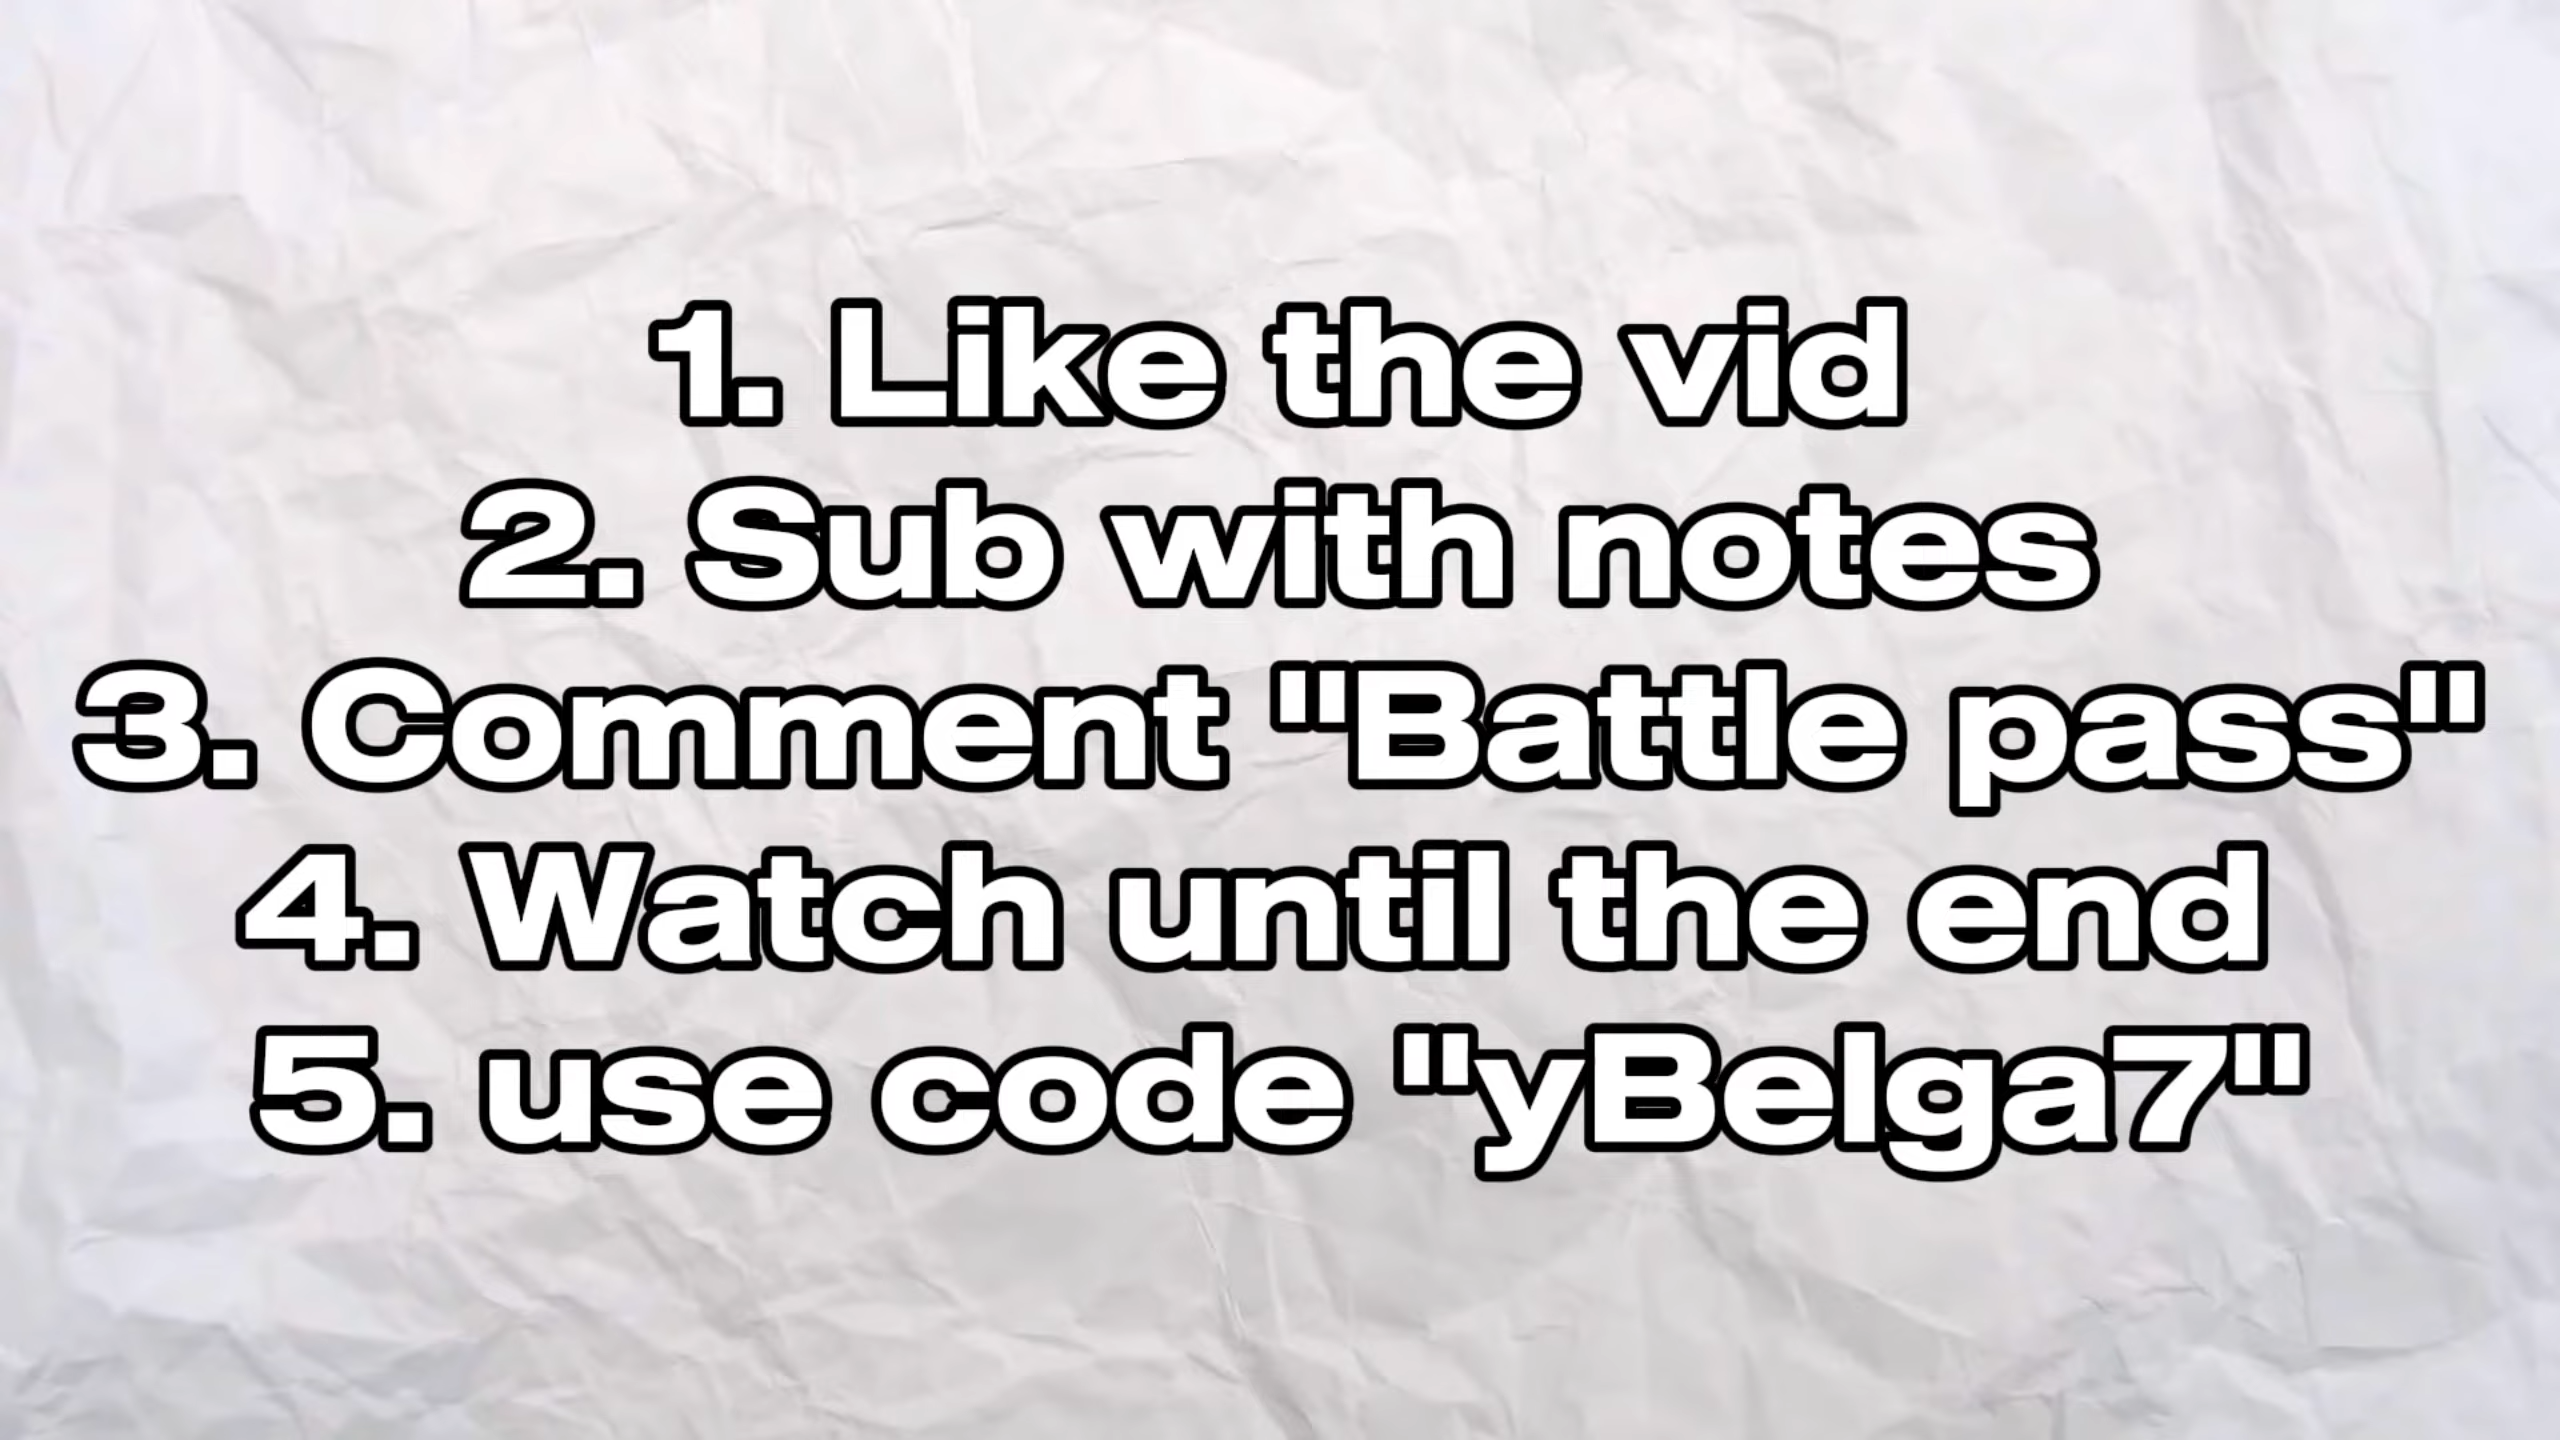 1. Like the vid
2. Sub with notes
3. Comment "Battle pass"
4. Watch until the end
5. use code "yBelga7"